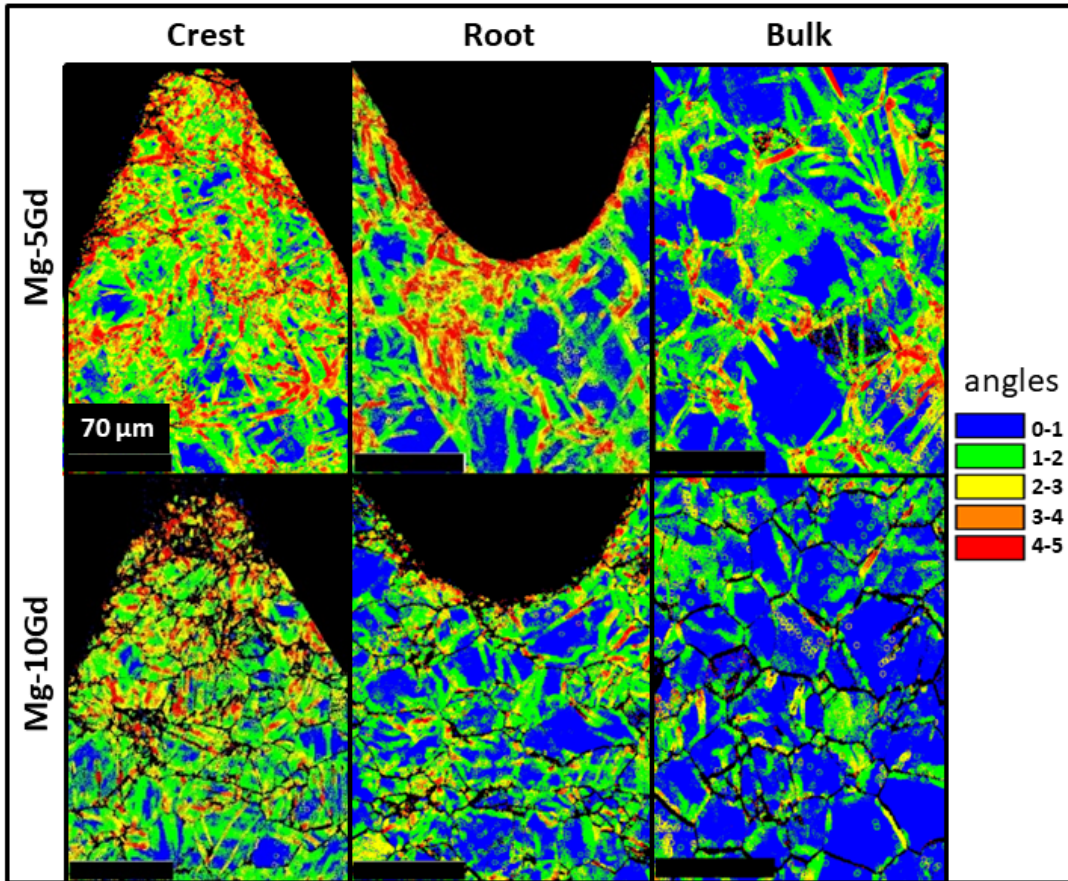 Crest Root Bulk
Mg-5Gd
70 µm
Mg-10Gd
angles
0-1
1-2
2-3
3-4
4-5